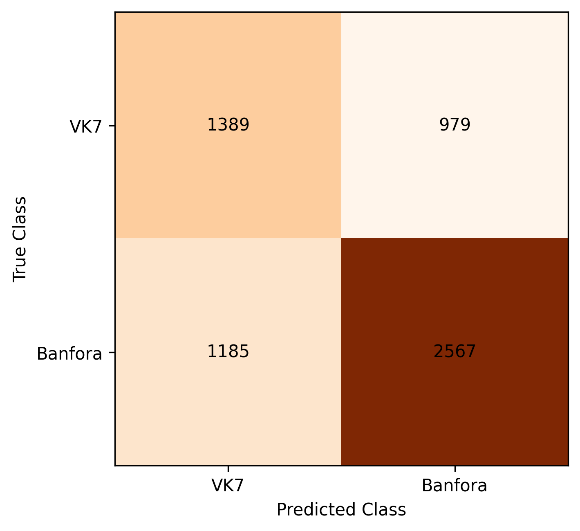 True Class
VK7
1389
979
Banfora
1185
2567
VK7
Banfora
Predicted Class